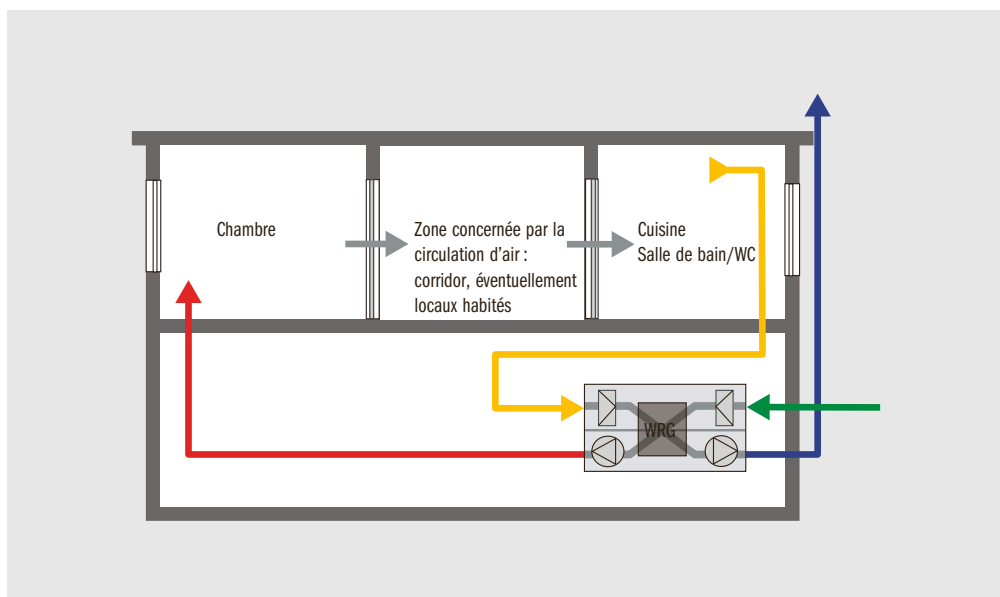 Chambre
Zone concernée par la
circulation d'air :
corridor, éventuellement
locaux habités
Cuisine
Salle de bain/WC
WRG